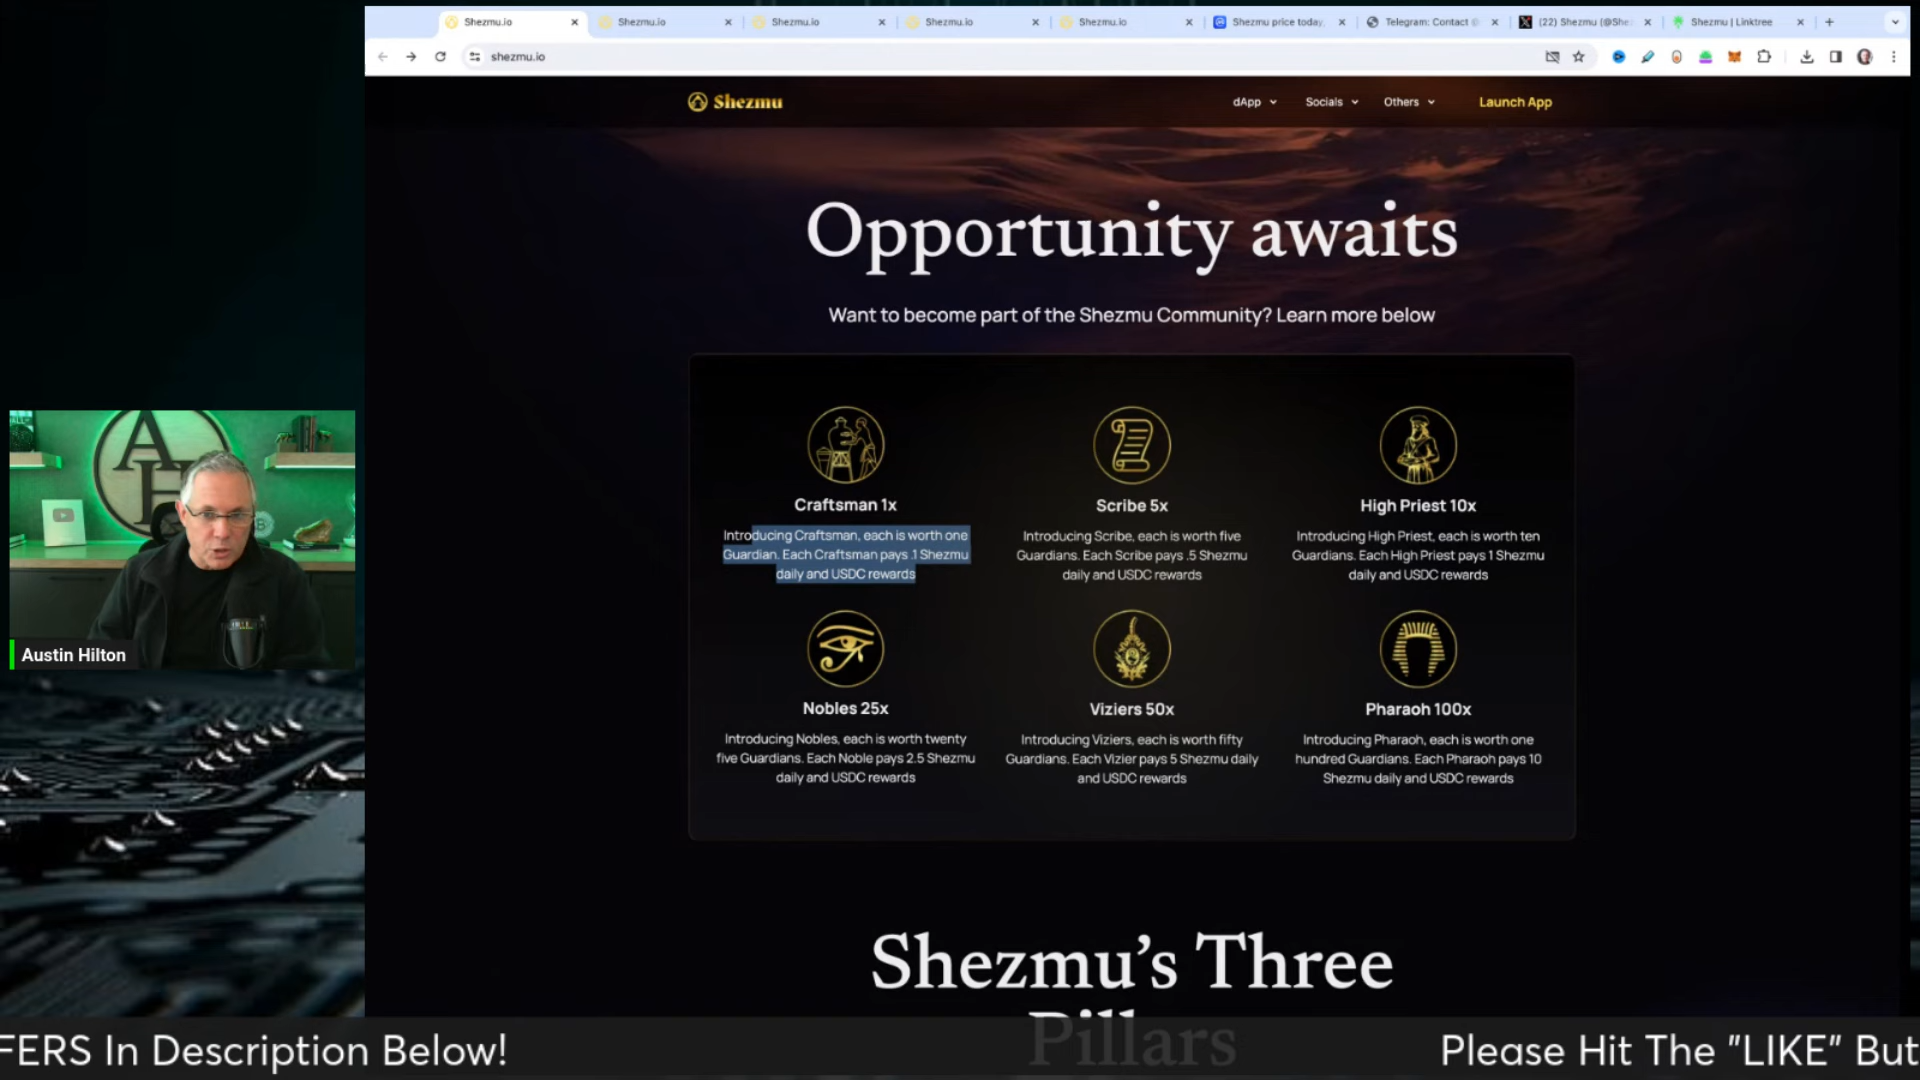 Shezmu.io
Shezmu.io
Shezmu.io
Shezmu.io
Shezmu.io
Shezmu price today,
Telegram: Contact @
(22) Shezmu (@She
Shezmu | Linktree
shezmu.io
Shezmu
dApp
Socials
Others
Launch App
Opportunity awaits
Want to become part of the Shezmu Community? Learn more below
Craftsman 1x
Introducing Craftsman, each is worth one
Guardian. Each Craftsman pays .1 Shezmu
daily and USDC rewards
Scribe 5x
Introducing Scribe, each is worth five
Guardians. Each Scribe pays .5 Shezmu
daily and USDC rewards
High Priest 10x
Introducing High Priest, each is worth ten
Guardians. Each High Priest pays 1 Shezmu
daily and USDC rewards
Nobles 25x
Introducing Nobles, each is worth twenty
five Guardians. Each Noble pays 2.5 Shezmu
daily and USDC rewards
Viziers 50x
Introducing Viziers, each is worth fifty
Guardians. Each Vizier pays 5 Shezmu daily
and USDC rewards
Pharaoh 100x
Introducing Pharaoh, each is worth one
hundred Guardians. Each Pharaoh pays 10
Shezmu daily and USDC rewards
Shezmu's Three
Pillars
AH
Austin Hilton
FERS In Description Below!
Please Hit The "LIKE" But